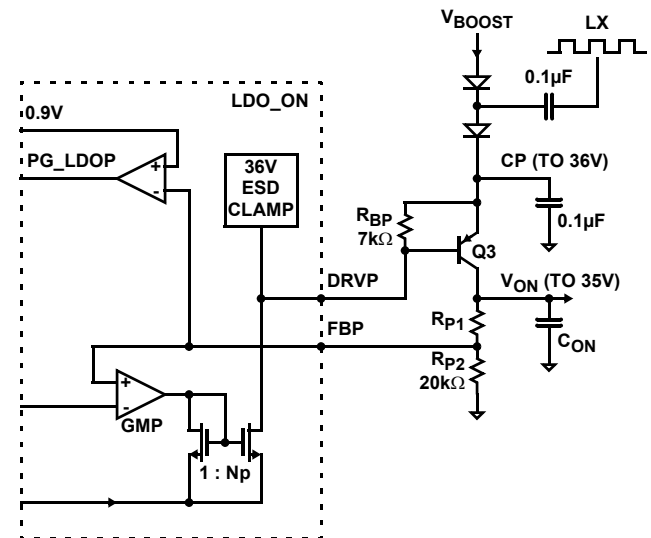 VBOOST
LX
0.1µF
LDO_ON
0.9V
PG_LDOP
+
-
36V
ESD
CLAMP
CP (TO 36V)
0.1µF
RBP
7kΩ
Q3
DRVP
VON (TO 35V)
FBP
RP1
CON
RP2
20kΩ
+
-
GMP
1 : Np